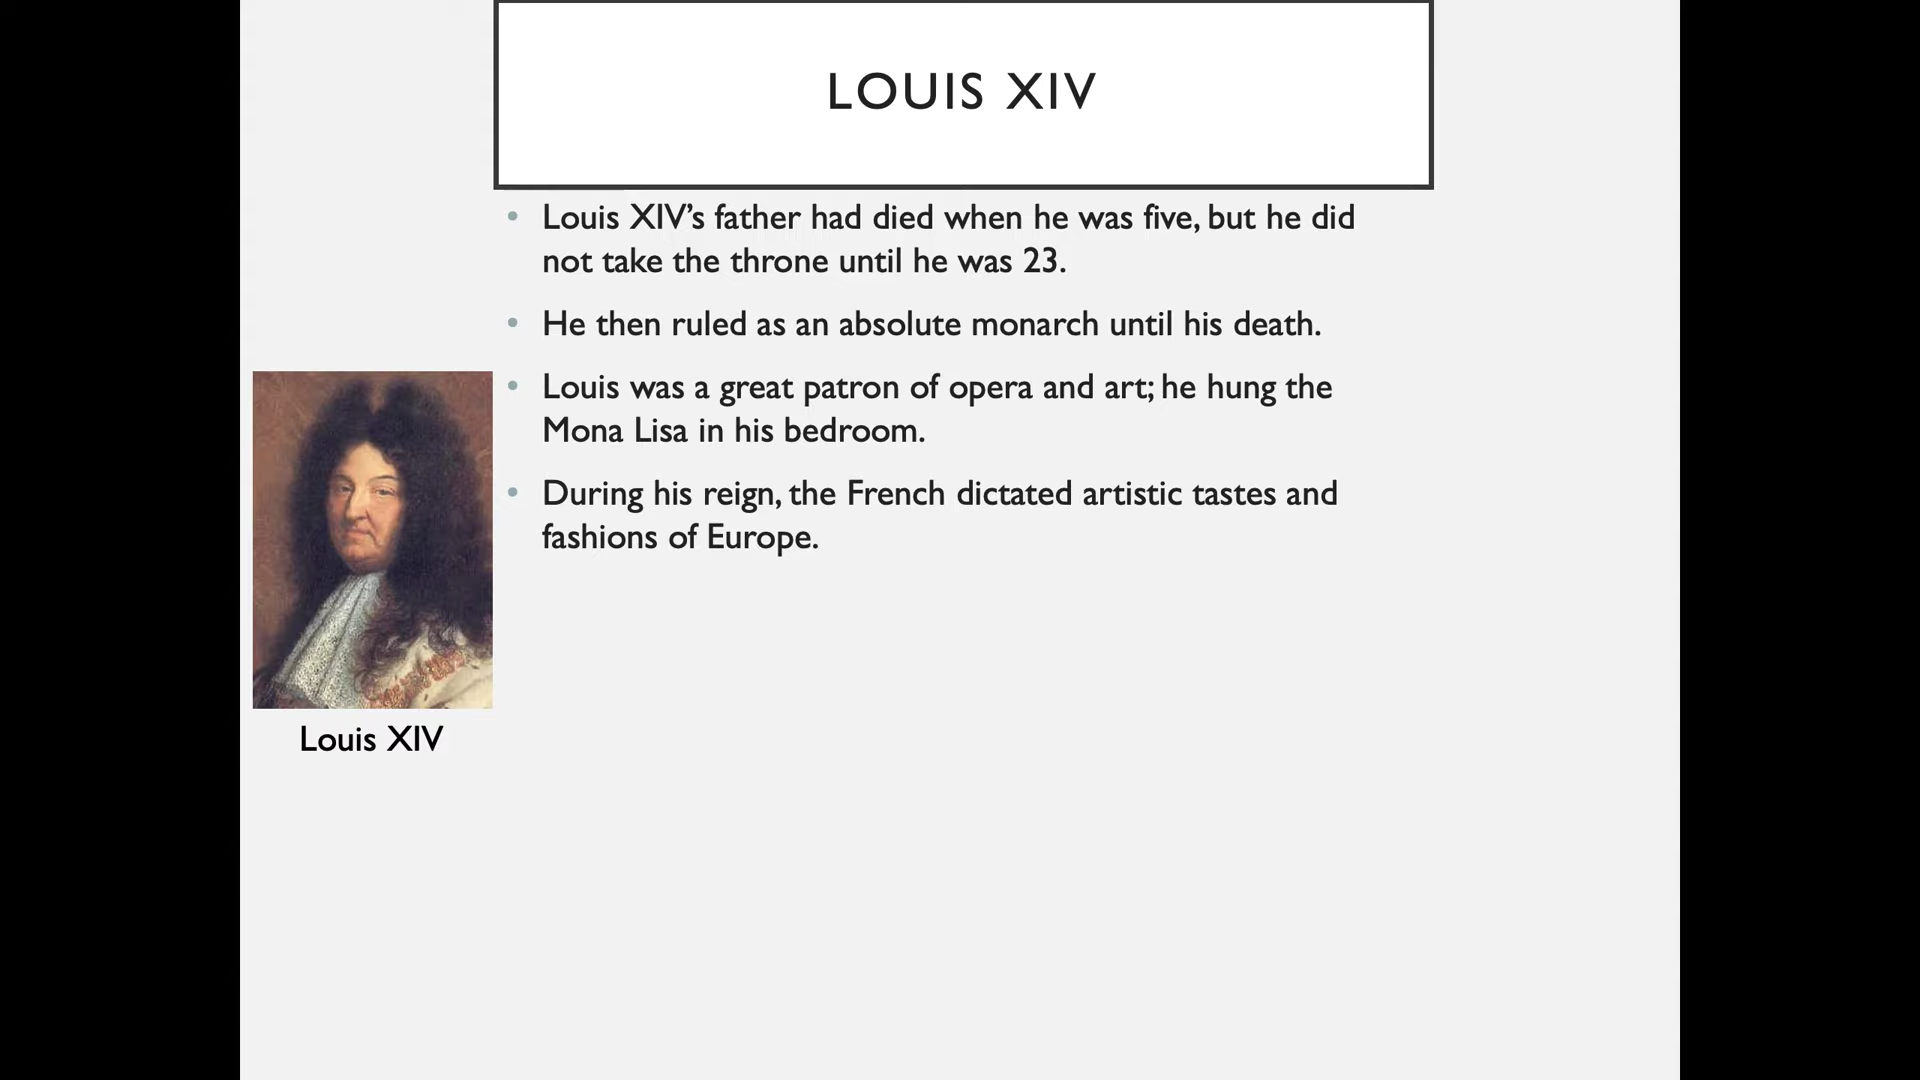 LOUIS XIV
Louis XIV’s father had died when he was five, but he did
not take the throne until he was 23.
He then ruled as an absolute monarch until his death.
Louis was a great patron of opera and art; he hung the
Mona Lisa in his bedroom.
During his reign, the French dictated artistic tastes and
fashions of Europe.
Louis XIV